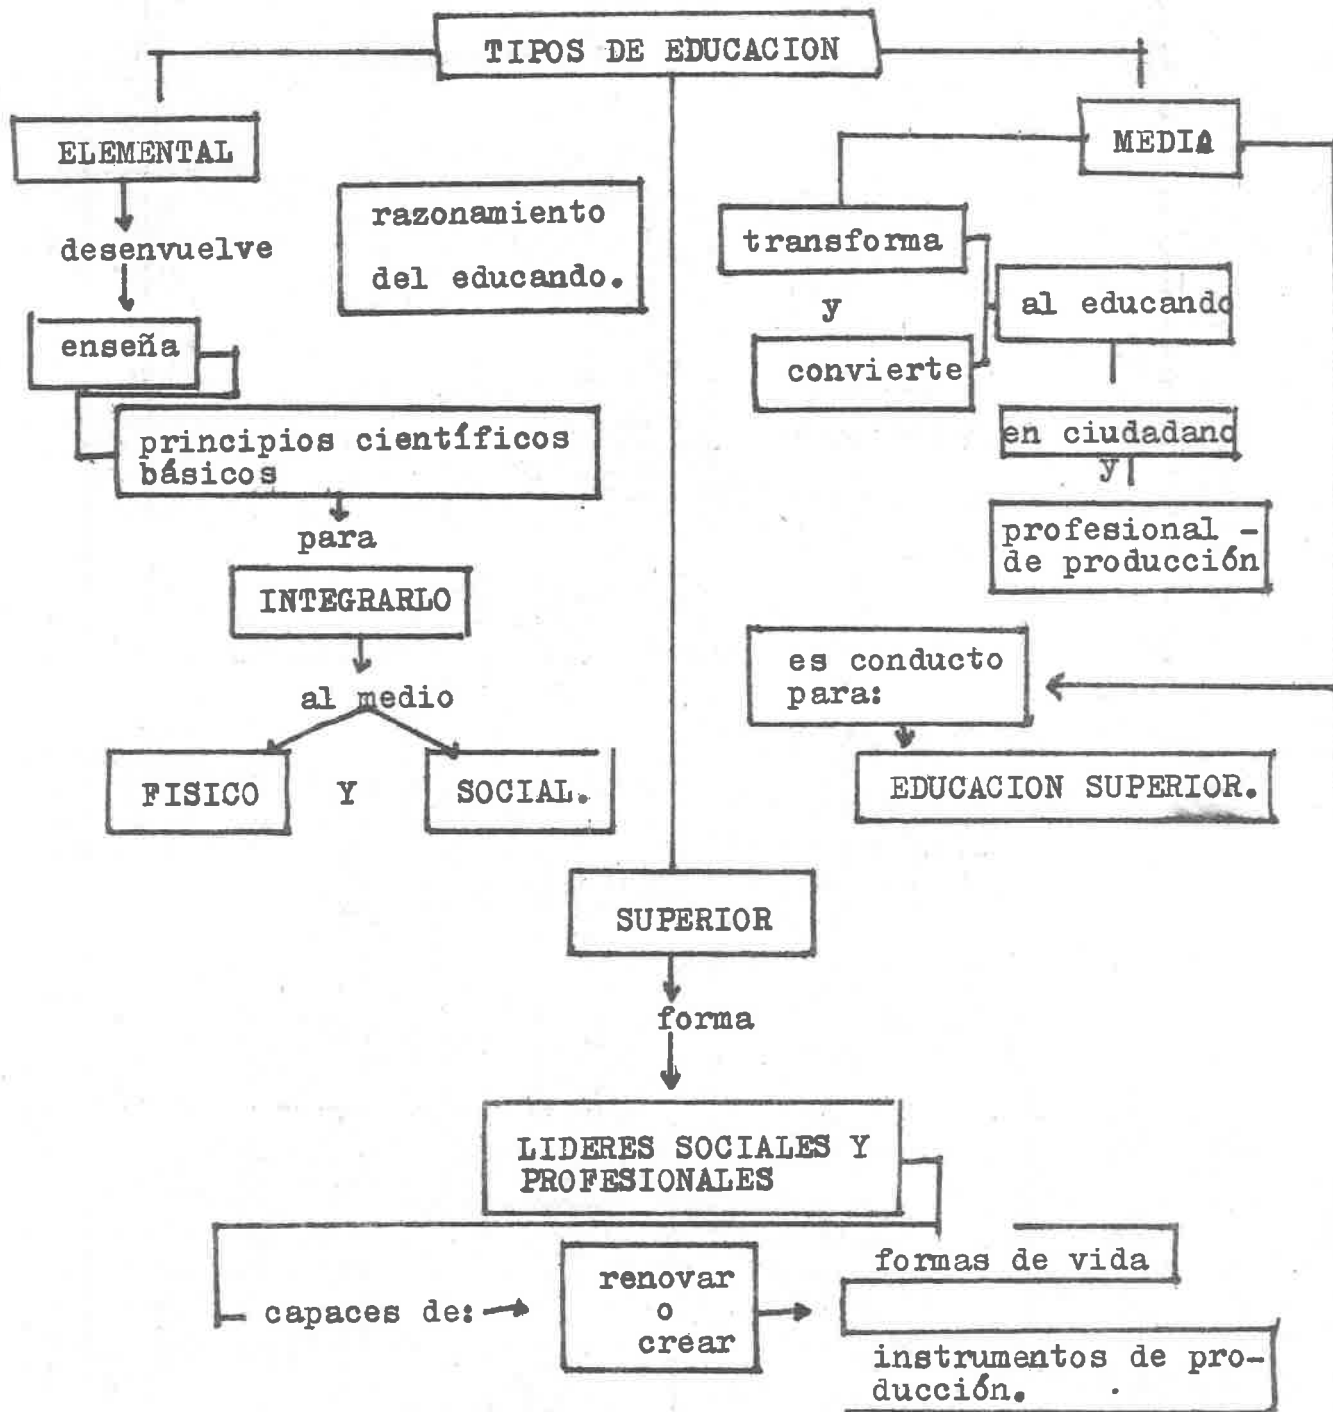 TIPOS DE EDUCACION
ELEMENTAL
desenvuelve
razonamiento
del educando.
enseña
principios científicos
básicos
para
INTEGRARLO
al medio
FISICO Y SOCIAL.
MEDIA
transforma
y
convierte
al educando
en ciudadano
y
profesional -
de producción
es conducto
para:
EDUCACION SUPERIOR.
SUPERIOR
forma
LIDERES SOCIALES Y
PROFESIONALES
capaces de:
renovar
o
crear
formas de vida
instrumentos de pro-
ducción.